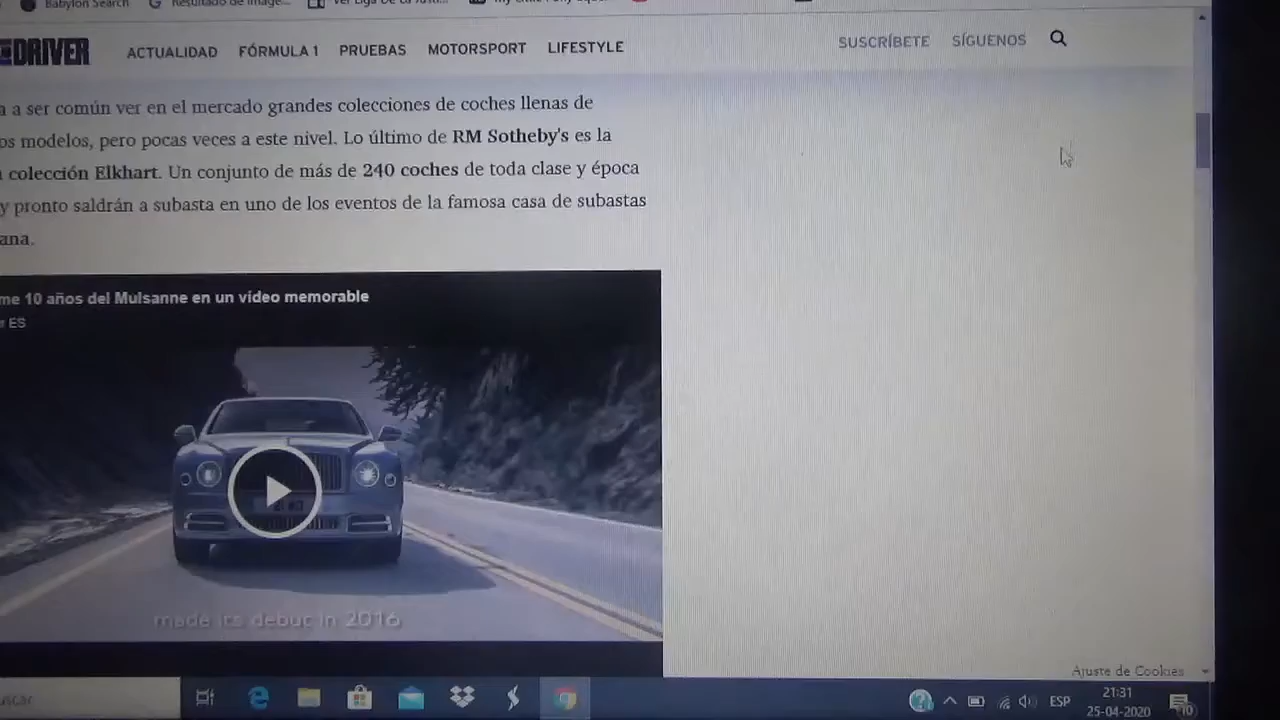 Babylon Search
DRIVER ACTUALIDAD FÓRMULA 1 PRUEBAS MOTORSPORT LIFESTYLE SUSCRÍBETE SÍGUENOS
a a ser común ver en el mercado grandes colecciones de coches llenas de
os modelos, pero pocas veces a este nivel. Lo último de RM Sotheby's es la
colección Elkhart. Un conjunto de más de 240 coches de toda clase y época
y pronto saldrán a subasta en uno de los eventos de la famosa casa de subastas
ana.
me 10 años del Mulsanne en un vídeo memorable
ES
made its debut in 2016
Ajuste de Cookies
uscar
ESP
21:31
25-04-2020
10